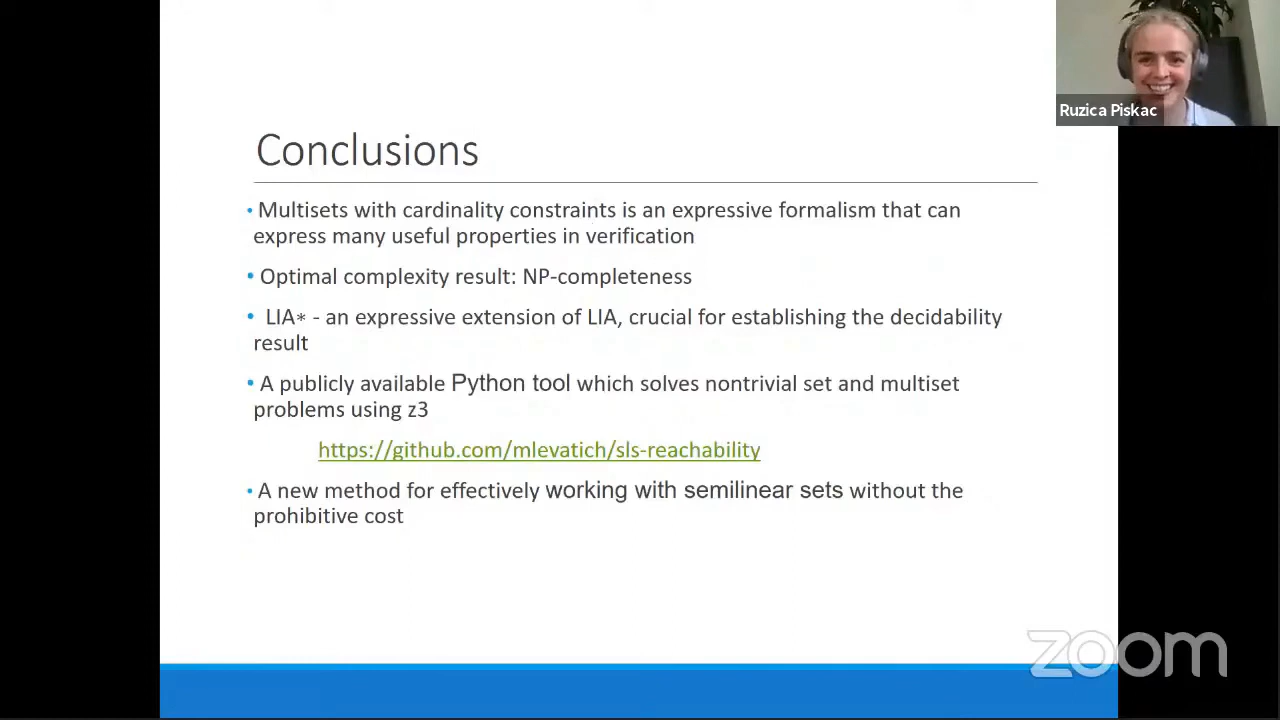 Ruzica Piskac
Conclusions
• Multisets with cardinality constraints is an expressive formalism that can
express many useful properties in verification
• Optimal complexity result: NP-completeness
• LIA∗ - an expressive extension of LIA, crucial for establishing the decidability
result
• A publicly available Python tool which solves nontrivial set and multiset
problems using z3
https://github.com/mlevatich/sls-reachability
• A new method for effectively working with semilinear sets without the
prohibitive cost
zoom